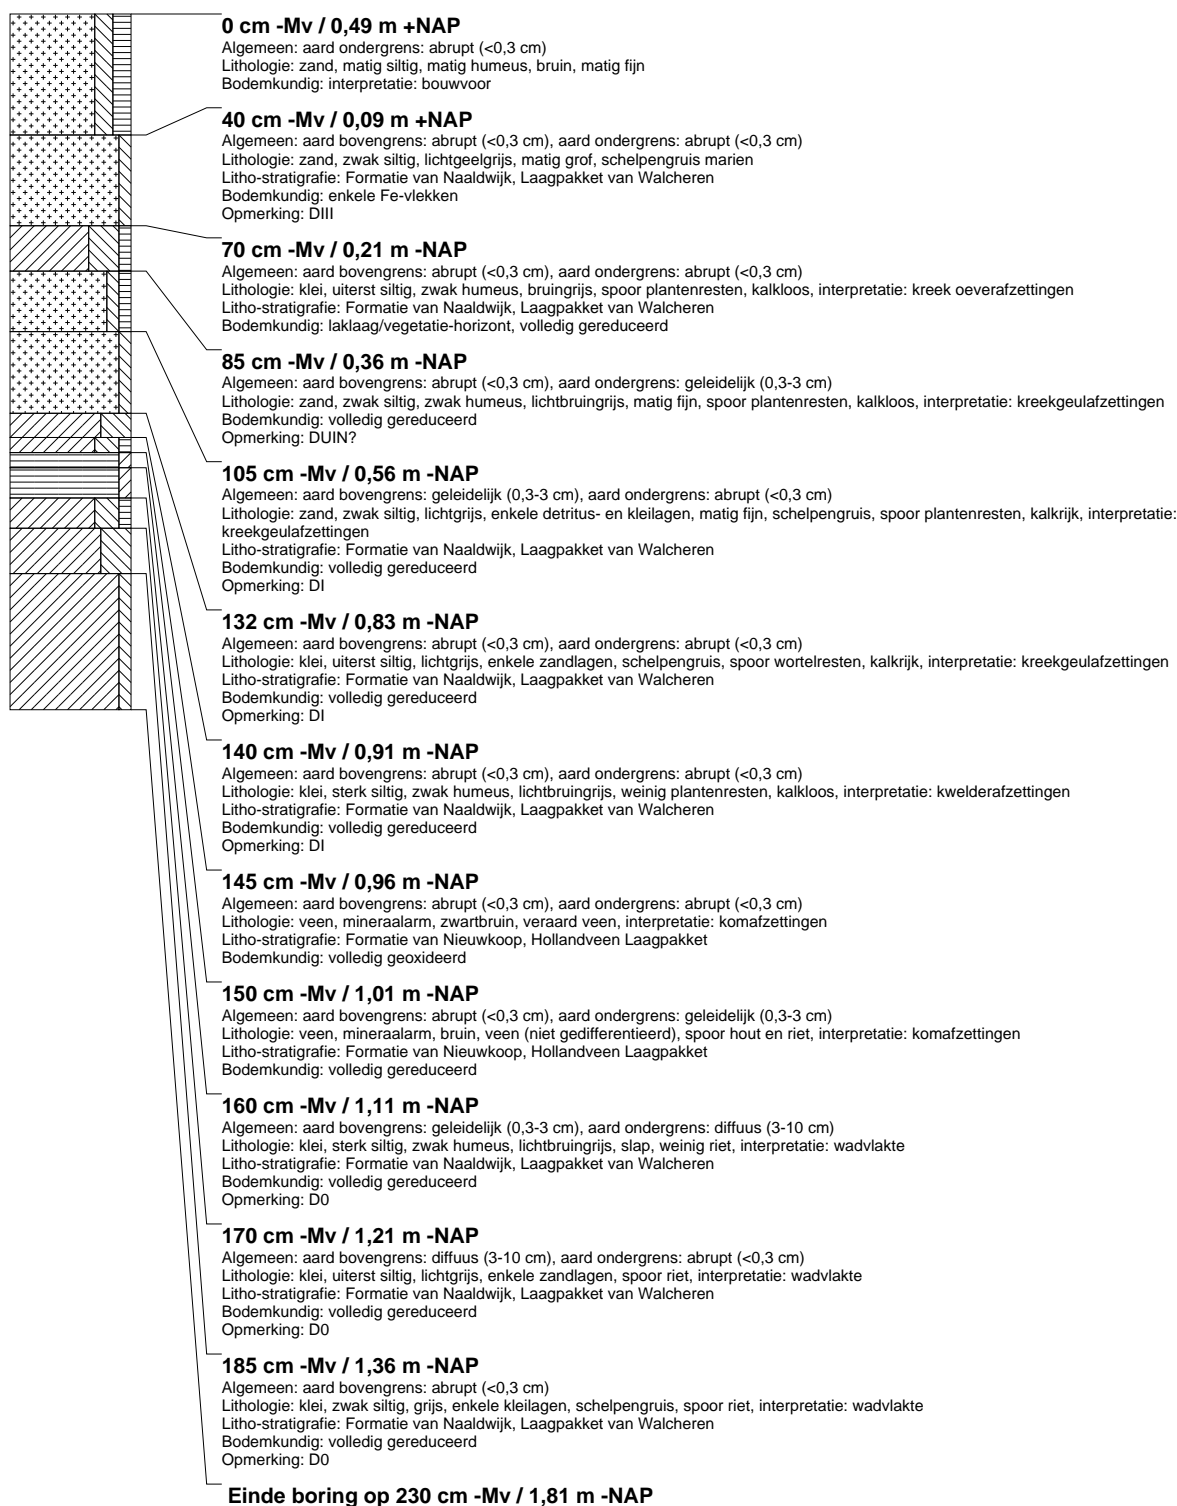 0 cm -Mv / 0,49 m +NAP
Algemeen: aard ondergrens: abrupt (<0,3 cm)
Lithologie: zand, matig siltig, matig humeus, bruin, matig fijn
Bodemkundig: interpretatie: bouwvoor
40 cm -Mv / 0,09 m +NAP
Algemeen: aard bovengrens: abrupt (<0,3 cm), aard ondergrens: abrupt (<0,3 cm)
Lithologie: zand, zwak siltig, lichtgeelgrijs, matig grof, schelpengruis marien
Litho-stratigrafie: Formatie van Naaldwijk, Laagpakket van Walcheren
Bodemkundig: enkele Fe-vlekken
Opmerking: DIII
70 cm -Mv / 0,21 m -NAP
Algemeen: aard bovengrens: abrupt (<0,3 cm), aard ondergrens: abrupt (<0,3 cm)
Lithologie: klei, uiterst siltig, zwak humeus, bruingrijs, spoor plantenresten, kalkloos, interpretatie: kreek oeverafzettingen
Litho-stratigrafie: Formatie van Naaldwijk, Laagpakket van Walcheren
Bodemkundig: laklaag/vegetatie-horizont, volledig gereduceerd
85 cm -Mv / 0,36 m -NAP
Algemeen: aard bovengrens: abrupt (<0,3 cm), aard ondergrens: geleidelijk (0,3-3 cm)
Lithologie: zand, zwak siltig, zwak humeus, lichtbruingrijs, matig fijn, spoor plantenresten, kalkloos, interpretatie: kreekgeulafzettingen
Bodemkundig: volledig gereduceerd
Opmerking: DUIN?
105 cm -Mv / 0,56 m -NAP
Algemeen: aard bovengrens: geleidelijk (0,3-3 cm), aard ondergrens: abrupt (<0,3 cm)
Lithologie: zand, zwak siltig, lichtgrijs, enkele detritus- en kleilagen, matig fijn, schelpengruis, spoor plantenresten, kalkrijk, interpretatie:
kreekgeulafzettingen
Litho-stratigrafie: Formatie van Naaldwijk, Laagpakket van Walcheren
Bodemkundig: volledig gereduceerd
Opmerking: DI
132 cm -Mv / 0,83 m -NAP
Algemeen: aard bovengrens: abrupt (<0,3 cm), aard ondergrens: abrupt (<0,3 cm)
Lithologie: klei, uiterst siltig, lichtgrijs, enkele zandlagen, schelpengruis, spoor wortelresten, kalkrijk, interpretatie: kreekgeulafzettingen
Litho-stratigrafie: Formatie van Naaldwijk, Laagpakket van Walcheren
Bodemkundig: volledig gereduceerd
Opmerking: DI
140 cm -Mv / 0,91 m -NAP
Algemeen: aard bovengrens: abrupt (<0,3 cm), aard ondergrens: abrupt (<0,3 cm)
Lithologie: klei, sterk siltig, zwak humeus, lichtbruingrijs, weinig plantenresten, kalkloos, interpretatie: kwelderafzettingen
Litho-stratigrafie: Formatie van Naaldwijk, Laagpakket van Walcheren
Bodemkundig: volledig gereduceerd
Opmerking: DI
145 cm -Mv / 0,96 m -NAP
Algemeen: aard bovengrens: abrupt (<0,3 cm), aard ondergrens: abrupt (<0,3 cm)
Lithologie: veen, mineraalarm, zwartbruin, veraard veen, interpretatie: komafzettingen
Litho-stratigrafie: Formatie van Nieuwkoop, Hollandveen Laagpakket
Bodemkundig: volledig geoxideerd
150 cm -Mv / 1,01 m -NAP
Algemeen: aard bovengrens: abrupt (<0,3 cm), aard ondergrens: geleidelijk (0,3-3 cm)
Lithologie: veen, mineraalarm, bruin, veen (niet gedifferentieerd), spoor hout en riet, interpretatie: komafzettingen
Litho-stratigrafie: Formatie van Nieuwkoop, Hollandveen Laagpakket
Bodemkundig: volledig gereduceerd
160 cm -Mv / 1,11 m -NAP
Algemeen: aard bovengrens: geleidelijk (0,3-3 cm), aard ondergrens: diffuus (3-10 cm)
Lithologie: klei, sterk siltig, zwak humeus, lichtbruingrijs, slap, weinig riet, interpretatie: wadvlakte
Litho-stratigrafie: Formatie van Naaldwijk, Laagpakket van Walcheren
Bodemkundig: volledig gereduceerd
Opmerking: D0
170 cm -Mv / 1,21 m -NAP
Algemeen: aard bovengrens: diffuus (3-10 cm), aard ondergrens: abrupt (<0,3 cm)
Lithologie: klei, uiterst siltig, lichtgrijs, enkele zandlagen, spoor riet, interpretatie: wadvlakte
Litho-stratigrafie: Formatie van Naaldwijk, Laagpakket van Walcheren
Bodemkundig: volledig gereduceerd
Opmerking: D0
185 cm -Mv / 1,36 m -NAP
Algemeen: aard bovengrens: abrupt (<0,3 cm)
Lithologie: klei, zwak siltig, grijs, enkele kleilagen, schelpengruis, spoor riet, interpretatie: wadvlakte
Litho-stratigrafie: Formatie van Naaldwijk, Laagpakket van Walcheren
Bodemkundig: volledig gereduceerd
Opmerking: D0
Einde boring op 230 cm -Mv / 1,81 m -NAP